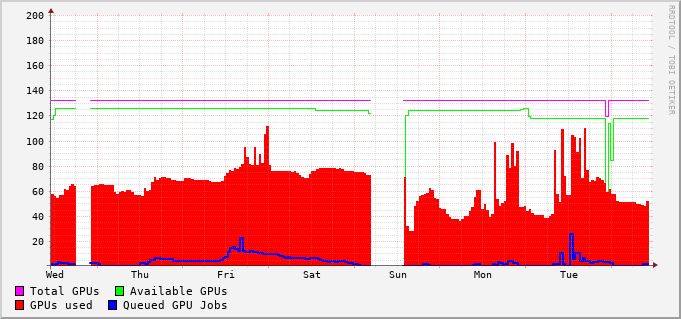 200
180
160
140
120
100
80
60
40
20
Wed Thu Fri Sat Sun Mon Tue
Total GPUs Available GPUs
GPUs used Queued GPU Jobs
RRDTOOL / TOBI OETIKER